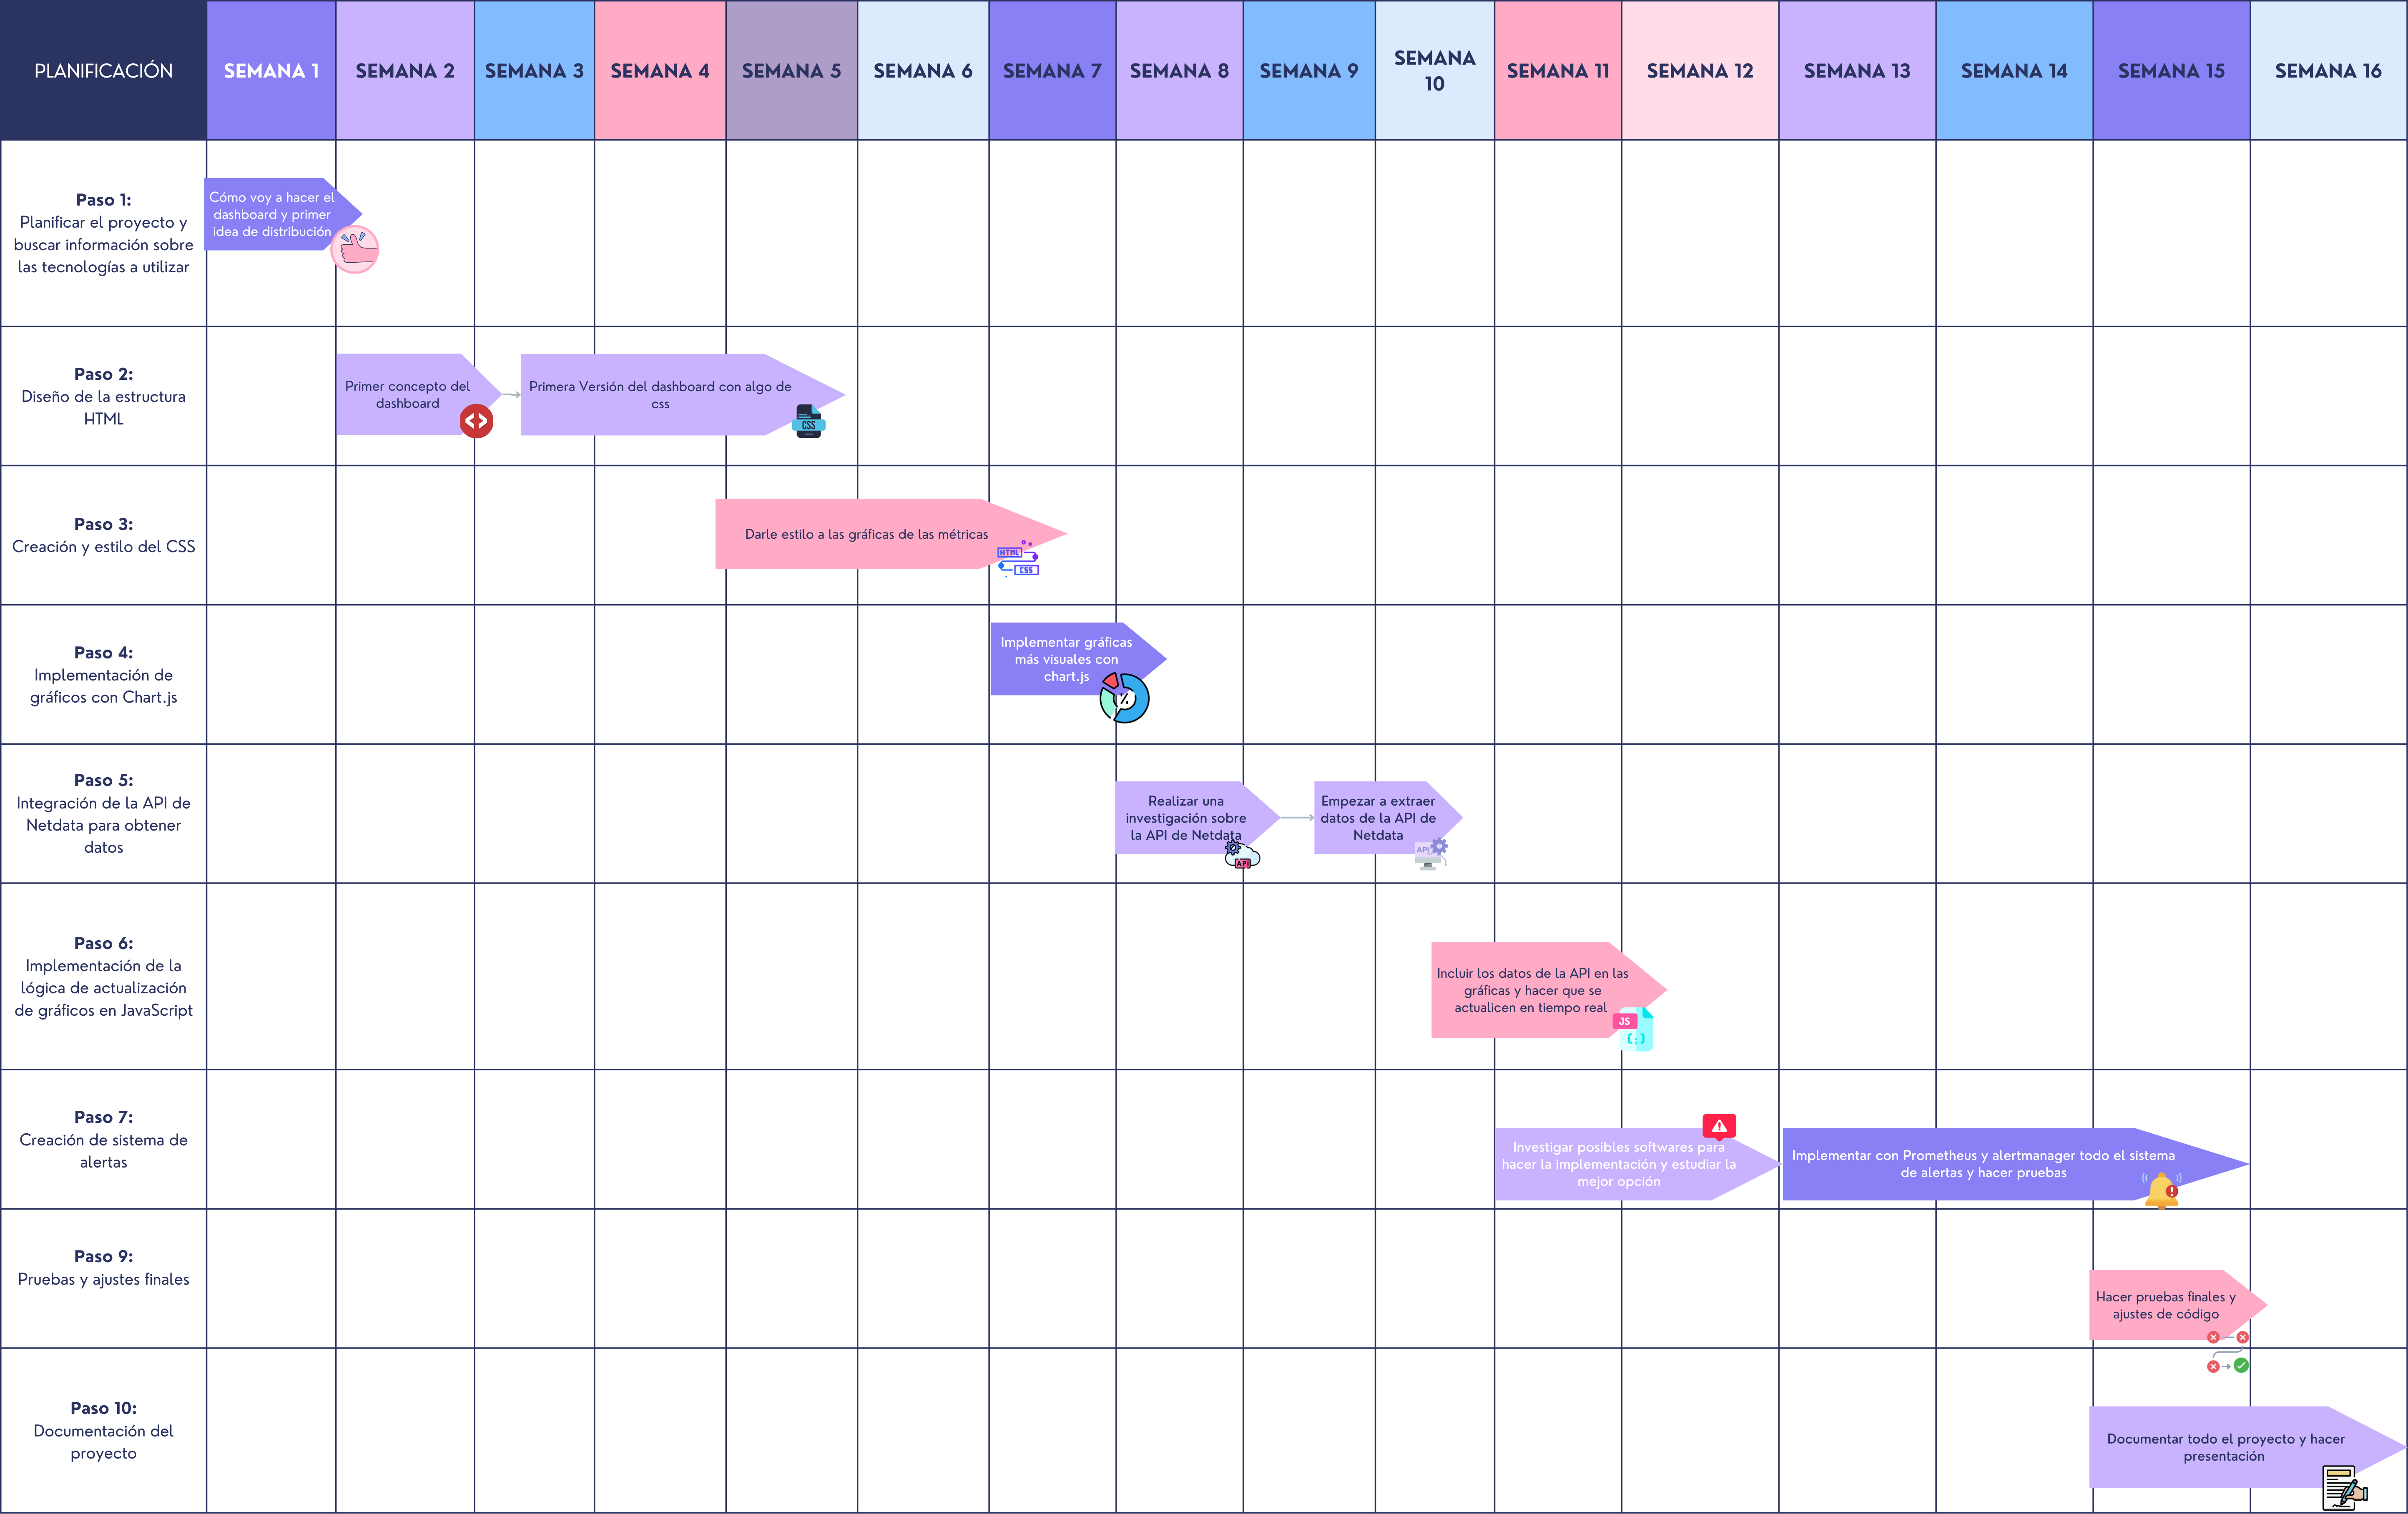 PLANIFICACIÓN
SEMANA 1
SEMANA 2
SEMANA 3
SEMANA 4
SEMANA 5
SEMANA 6
SEMANA 7
SEMANA 8
SEMANA 9
SEMANA
10
SEMANA 11
SEMANA 12
SEMANA 13
SEMANA 14
SEMANA 15
SEMANA 16
Paso 1:
Planificar el proyecto y
buscar información sobre
las tecnologías a utilizar
Cómo voy a hacer el
dashboard y primer
idea de distribución
Paso 2:
Diseño de la estructura
HTML
Primer concepto del
dashboard
Primera Versión del dashboard con algo de
css
CSS
Paso 3:
Creación y estilo del CSS
Darle estilo a las gráficas de las métricas
HTML
CSS
Paso 4:
Implementación de
gráficos con Chart.js
Implementar gráficas
más visuales con
chart.js
%
Paso 5:
Integración de la API de
Netdata para obtener
datos
Realizar una
investigación sobre
la API de Netdata
API
Empezar a extraer
datos de la API de
Netdata
API
Paso 6:
Implementación de la
lógica de actualización
de gráficos en JavaScript
Incluir los datos de la API en las
gráficas y hacer que se
actualicen en tiempo real
JS
{;}
Paso 7:
Creación de sistema de
alertas
Investigar posibles softwares para
hacer la implementación y estudiar la
mejor opción
Implementar con Prometheus y alertmanager todo el sistema
de alertas y hacer pruebas
Paso 9:
Pruebas y ajustes finales
Hacer pruebas finales y
ajustes de código
Paso 10:
Documentación del
proyecto
Documentar todo el proyecto y hacer
presentación